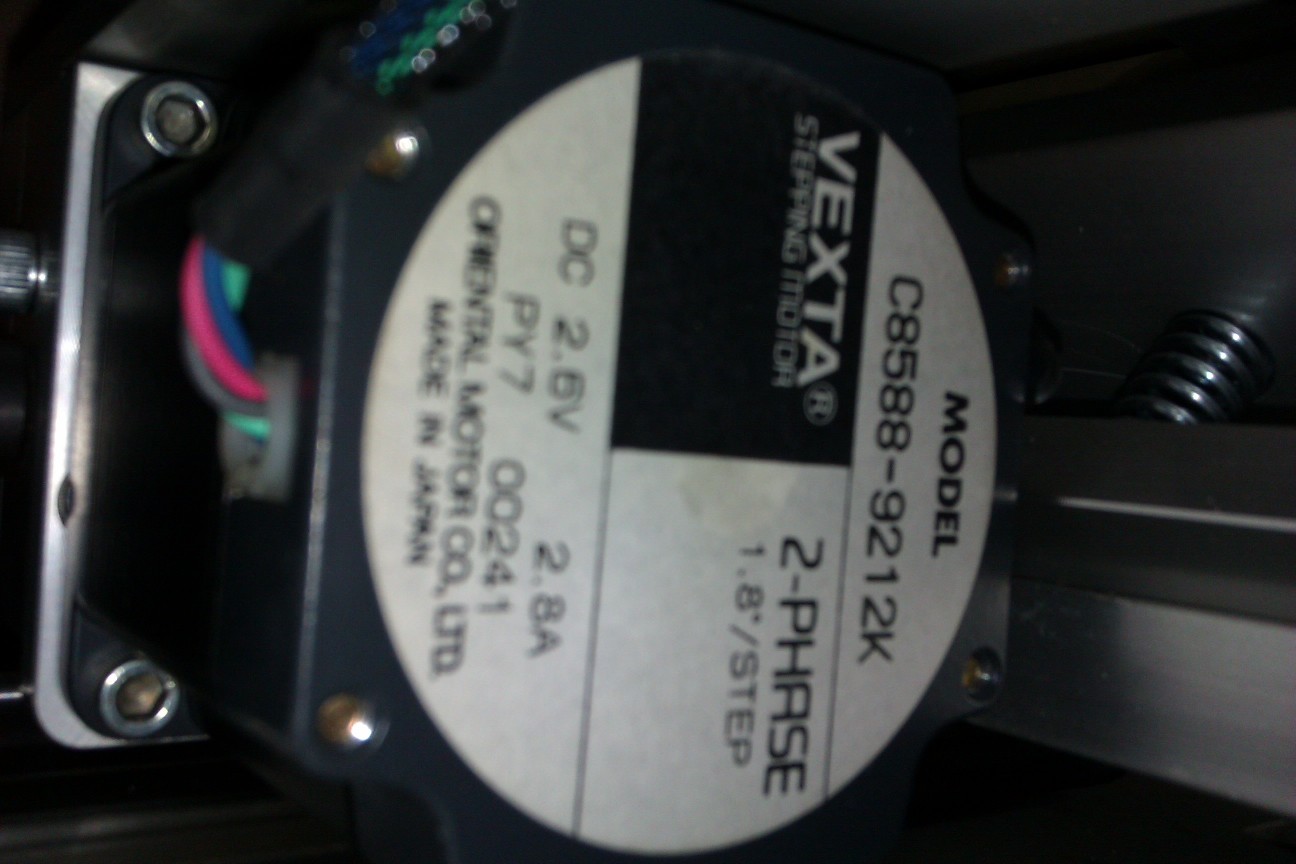 MODEL
C8588-9212K
VEXTA®
STEPPING MOTOR
2-PHASE
1.8°/STEP
DC 2.6V 2.8A
PY7 00241
ORIENTAL MOTOR CO., LTD.
MADE IN JAPAN